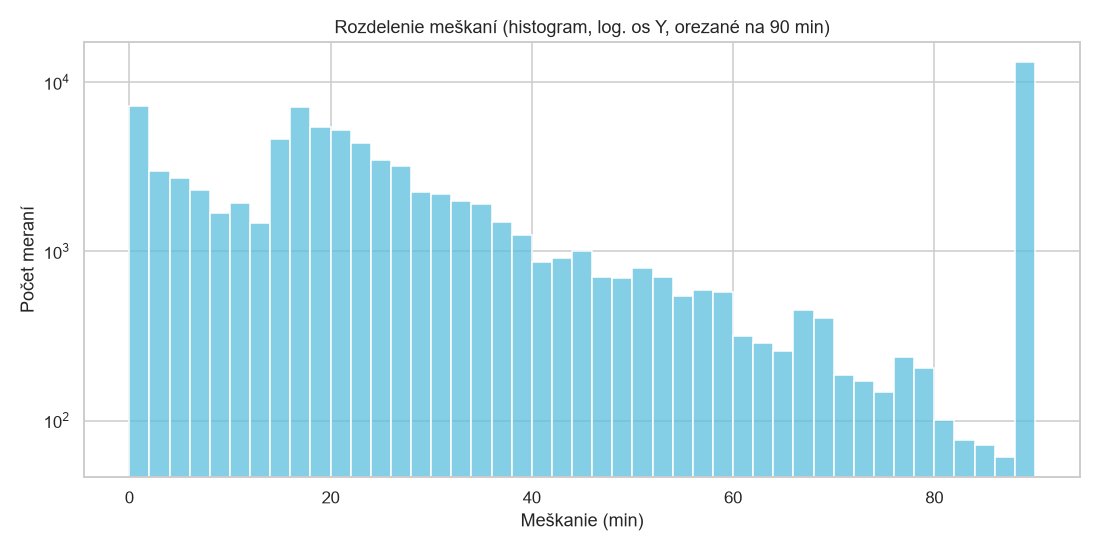 Rozdelenie meškaní (histogram, log. os Y, orezané na 90 min)
Počet meraní
10⁴
10³
10²
0 20 40 60 80
Meškanie (min)